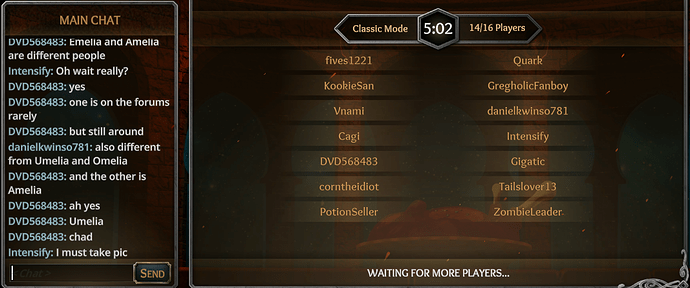 MAIN CHAT
DVD568483: Emelia and Amelia
are different people
Intensify: Oh wait really?
DVD568483: yes
DVD568483: one is on the forums
rarely
DVD568483: but still around
danielkwinso781: also different
from Umelia and Omelia
DVD568483: and the other is
Amelia
DVD568483: ah yes
DVD568483: Umelia
DVD568483: chad
Intensify: I must take pic
< Chat >
SEND
Classic Mode
5:02
14/16 Players
fives1221
Quark
KookieSan
GregholicFanboy
Vnami
danielkwinso781
Cagi
Intensify
DVD568483
Gigatic
corntheidiot
Tailslover13
PotionSeller
ZombieLeader
WAITING FOR MORE PLAYERS...